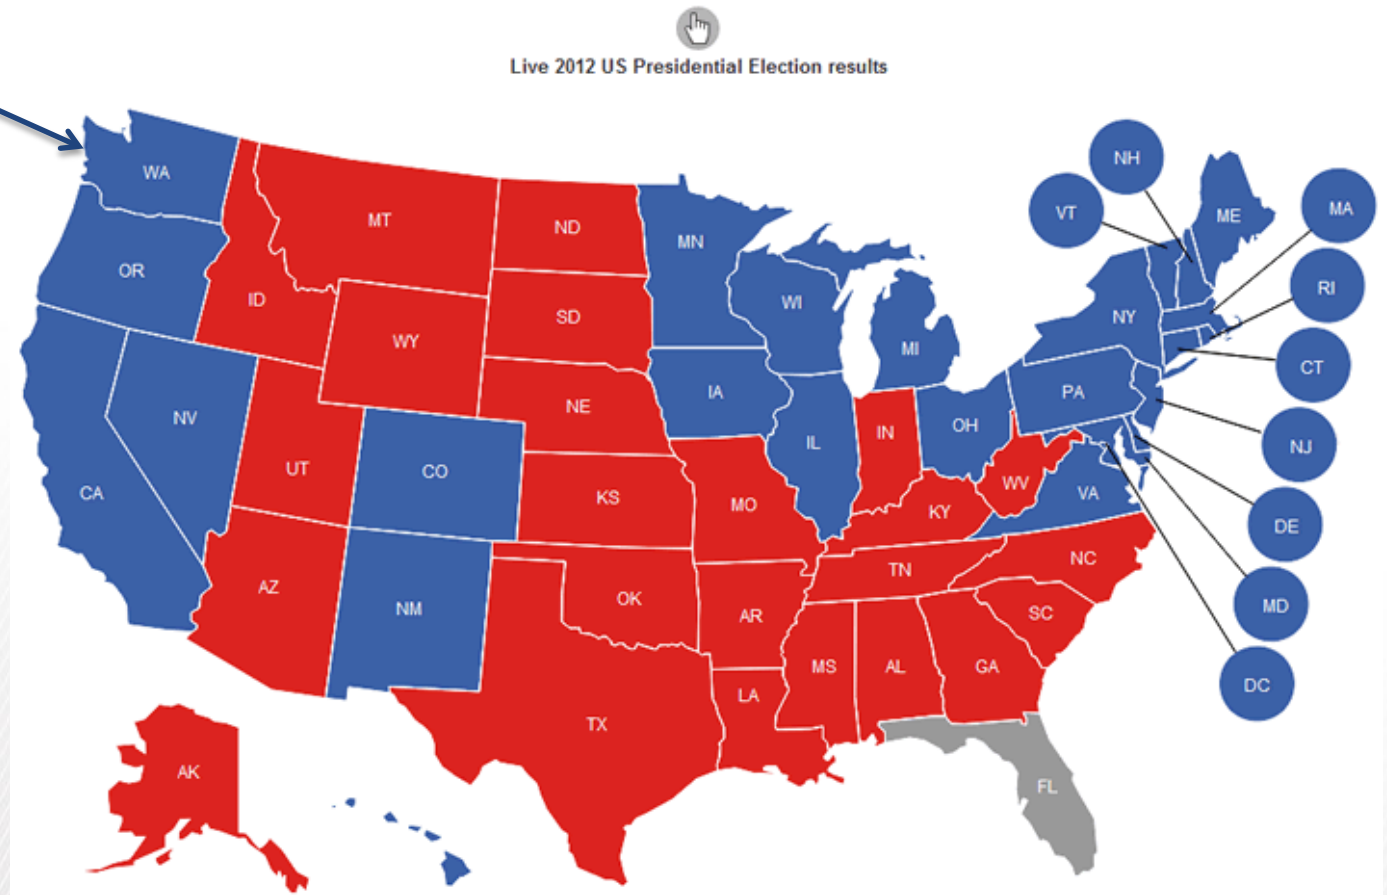 Live 2012 US Presidential Election results
NH
WA
VT
ME
MA
MT
ND
MN
OR
RI
ID
SD
WI
NY
WY
MI
CT
NE
IA
PA
NV
IL
IN
OH
NJ
UT
CO
WV
CA
KS
MO
KY
VA
DE
AZ
NM
OK
AR
TN
NC
MD
SC
MS
AL
GA
LA
DC
TX
AK
FL